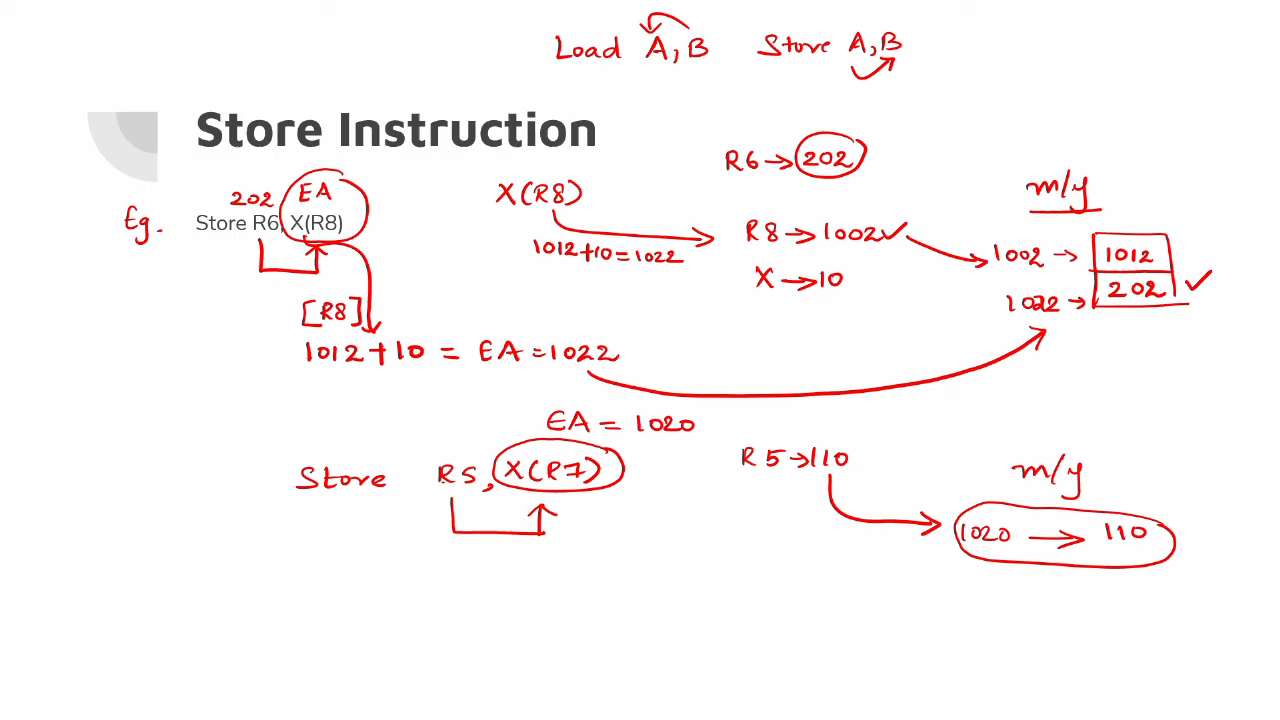 Load A, B Store A, B
Store Instruction
R6 → 202
202 EA
X(R8)
m/y
Eg. Store R6, X(R8)
R8 → 1002 ✓
1012+10=1022
1002 → 1012
X → 10
1022 → 202 ✓
[R8]
1012+10 = EA = 1022
EA = 1020
Store R5, X(R7)
R5 → 110
m/y
1020 → 110